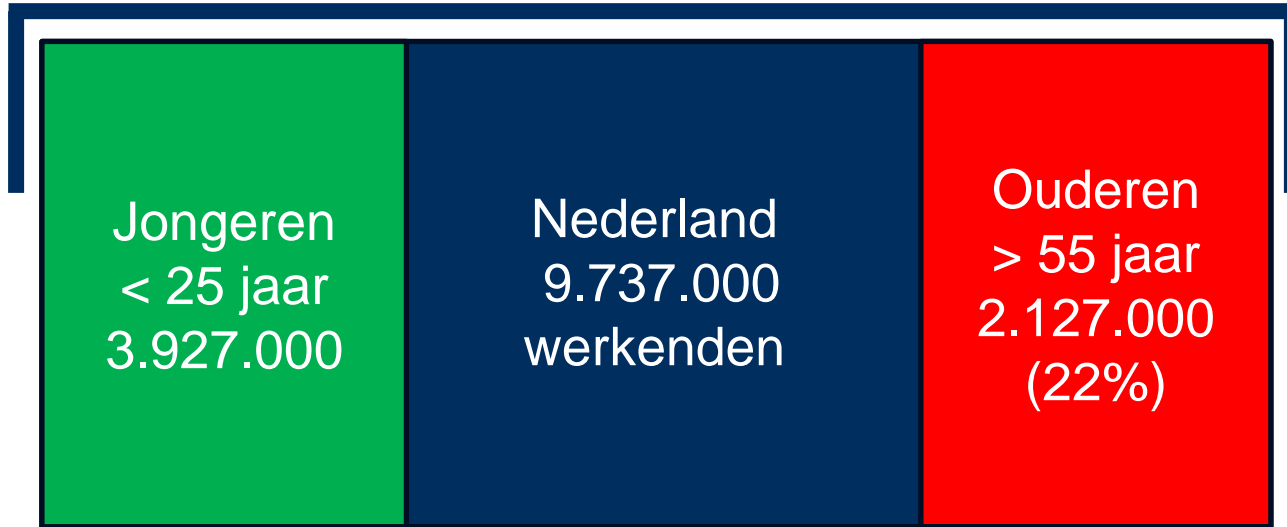 Jongeren
< 25 jaar
3.927.000
Nederland
9.737.000
werkenden
Ouderen
> 55 jaar
2.127.000
(22%)